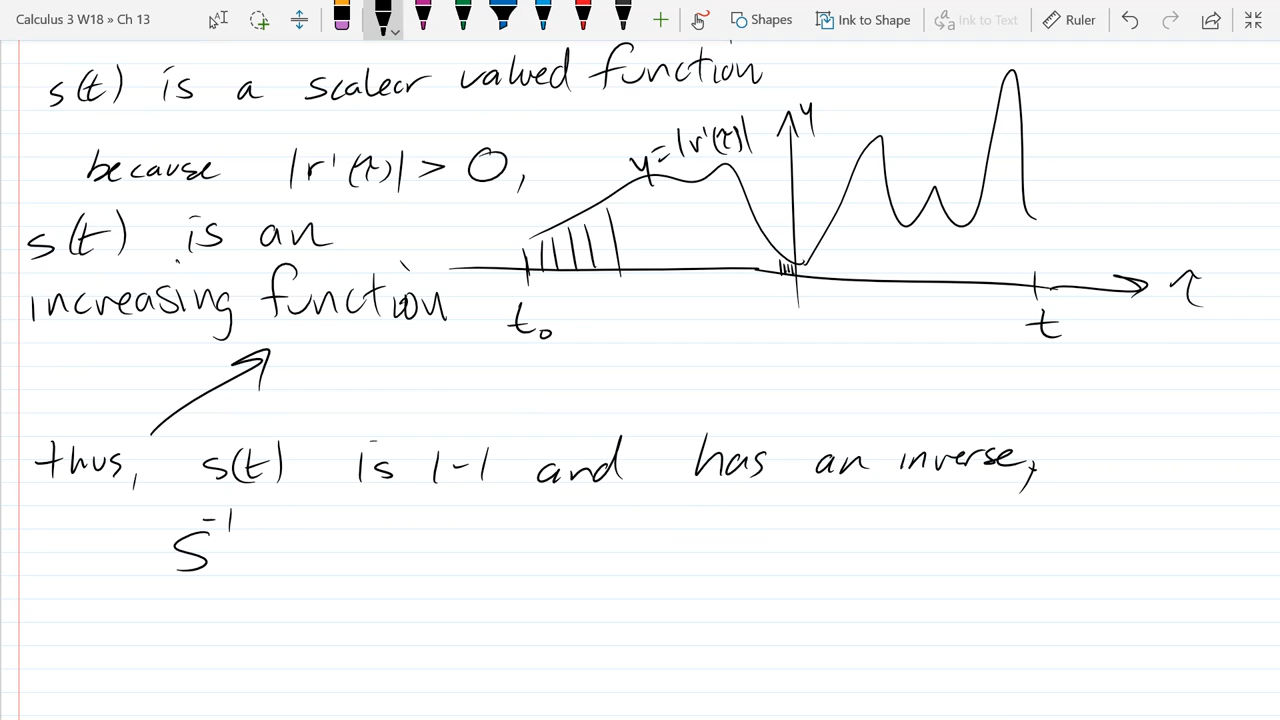 Calculus 3 W18 » Ch 13
Shapes
Ink to Shape
Ink to Text
Ruler
s(t) is a scalar valued function
because |r'(t)| > 0,
s(t) is an
increasing function
y=|r'(τ)|
y
t₀
t
τ
thus, s(t) is 1-1 and has an inverse,
S⁻¹